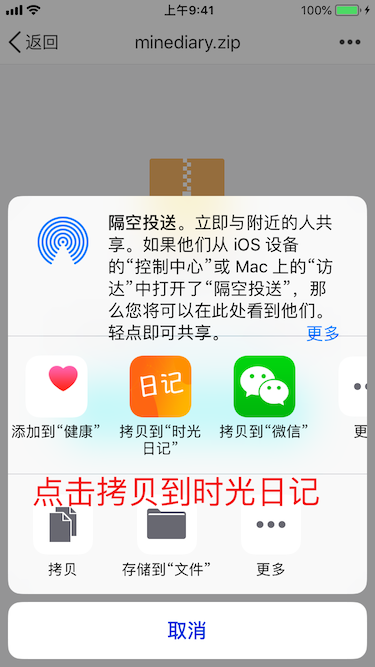 上午9:41
100%
返回
minediary.zip
隔空投送。立即与附近的人共
享。如果他们从 iOS 设备
的“控制中心”或 Mac 上的“访
达”中打开了“隔空投送”，那
么您将可以在此处看到他们。
轻点即可共享。
更多
日记
添加到“健康”
拷贝到“时光
日记”
拷贝到“微信”
更
点击拷贝到时光日记
拷贝
存储到“文件”
更多
取消